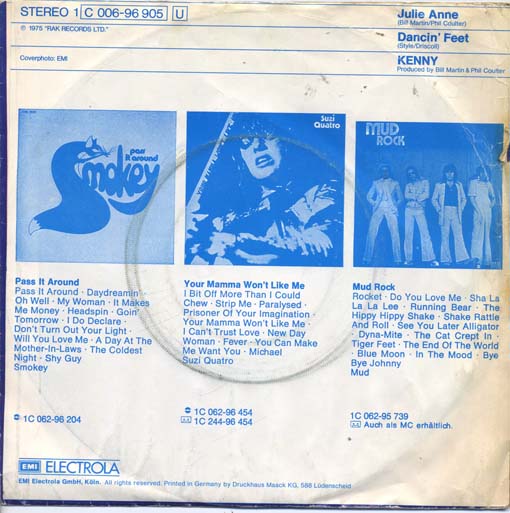 STEREO 1 C 006-96 905 U
℗ 1975 "RAK RECORDS LTD."
Coverphoto: EMI
Julie Anne
(Bill Martin/Phil Coulter)
Dancin' Feet
(Style/Driscoll)
KENNY
Produced by Bill Martin & Phil Coulter
pass
it around
Smokey
Suzi
Quatro
MUD
ROCK
Pass It Around
Pass It Around · Daydreamin' ·
Oh Well · My Woman · It Makes
Me Money · Headspin · Goin'
Tomorrow · I Do Declare ·
Don't Turn Out Your Light ·
Will You Love Me · A Day At The
Mother-In-Laws · The Coldest
Night · Shy Guy
Smokey
1C 062-96 204
Your Mamma Won't Like Me
I Bit Off More Than I Could
Chew · Strip Me · Paralysed ·
Prisoner Of Your Imagination ·
Your Mamma Won't Like Me ·
I Can't Trust Love · New Day
Woman · Fever · You Can Make
Me Want You · Michael
Suzi Quatro
1C 062-96 454
1C 244-96 454
Mud Rock
Rocket · Do You Love Me · Sha La
La La Lee · Running Bear · The
Hippy Hippy Shake · Shake Rattle
And Roll · See You Later Alligator
· Dyna-Mite · The Cat Crept In ·
Tiger Feet · The End Of The World
· Blue Moon · In The Mood · Bye
Bye Johnny
Mud
1C 062-95 739
Auch als MC erhältlich.
EMI ELECTROLA
EMI Electrola GmbH, Köln. All rights reserved. Printed in Germany by Druckhaus Maack KG, 588 Lüdenscheid